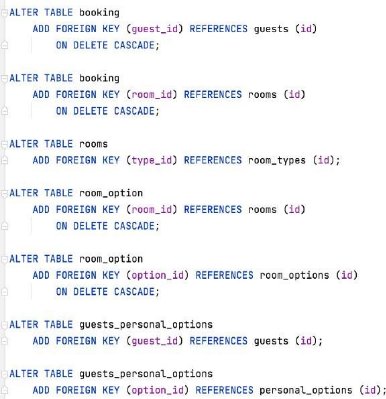 ALTER TABLE booking
    ADD FOREIGN KEY (guest_id) REFERENCES guests (id)
        ON DELETE CASCADE;

ALTER TABLE booking
    ADD FOREIGN KEY (room_id) REFERENCES rooms (id)
        ON DELETE CASCADE;

ALTER TABLE rooms
    ADD FOREIGN KEY (type_id) REFERENCES room_types (id);

ALTER TABLE room_option
    ADD FOREIGN KEY (room_id) REFERENCES rooms (id)
        ON DELETE CASCADE;

ALTER TABLE room_option
    ADD FOREIGN KEY (option_id) REFERENCES room_options (id)
        ON DELETE CASCADE;

ALTER TABLE guests_personal_options
    ADD FOREIGN KEY (guest_id) REFERENCES guests (id);

ALTER TABLE guests_personal_options
    ADD FOREIGN KEY (option_id) REFERENCES personal_options (id);